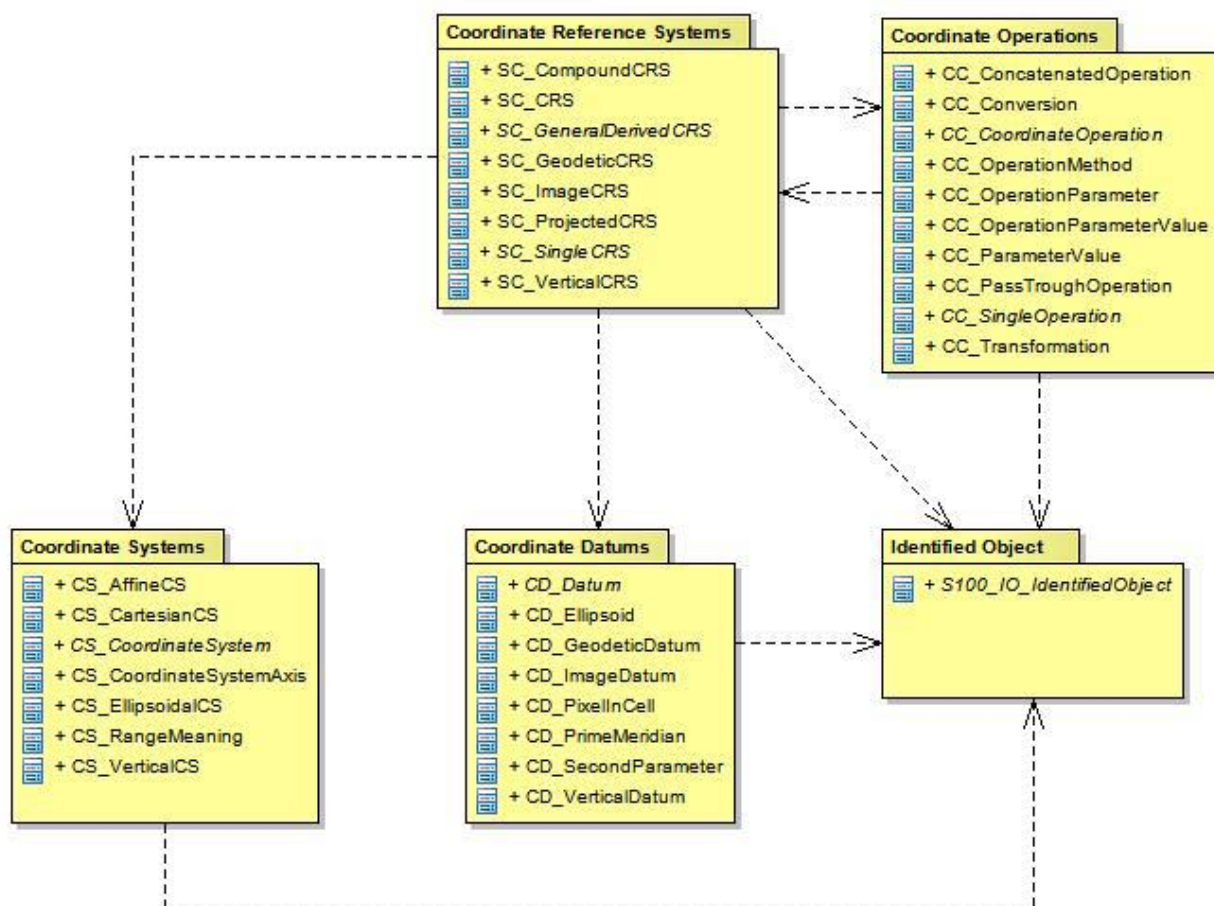 Coordinate Reference Systems
+ SC_CompoundCRS
+ SC_CRS
+ SC_GeneralDerivedCRS
+ SC_GeodeticCRS
+ SC_ImageCRS
+ SC_ProjectedCRS
+ SC_SingleCRS
+ SC_VerticalCRS
Coordinate Operations
+ CC_ConcatenatedOperation
+ CC_Conversion
+ CC_CoordinateOperation
+ CC_OperationMethod
+ CC_OperationParameter
+ CC_OperationParameterValue
+ CC_ParameterValue
+ CC_PassTroughOperation
+ CC_SingleOperation
+ CC_Transformation
Coordinate Systems
+ CS_AffineCS
+ CS_CartesianCS
+ CS_CoordinateSystem
+ CS_CoordinateSystemAxis
+ CS_EllipsoidalCS
+ CS_RangeMeaning
+ CS_VerticalCS
Coordinate Datums
+ CD_Datum
+ CD_Ellipsoid
+ CD_GeodeticDatum
+ CD_ImageDatum
+ CD_PixelInCell
+ CD_PrimeMeridian
+ CD_SecondParameter
+ CD_VerticalDatum
Identified Object
+ S100_IO_IdentifiedObject